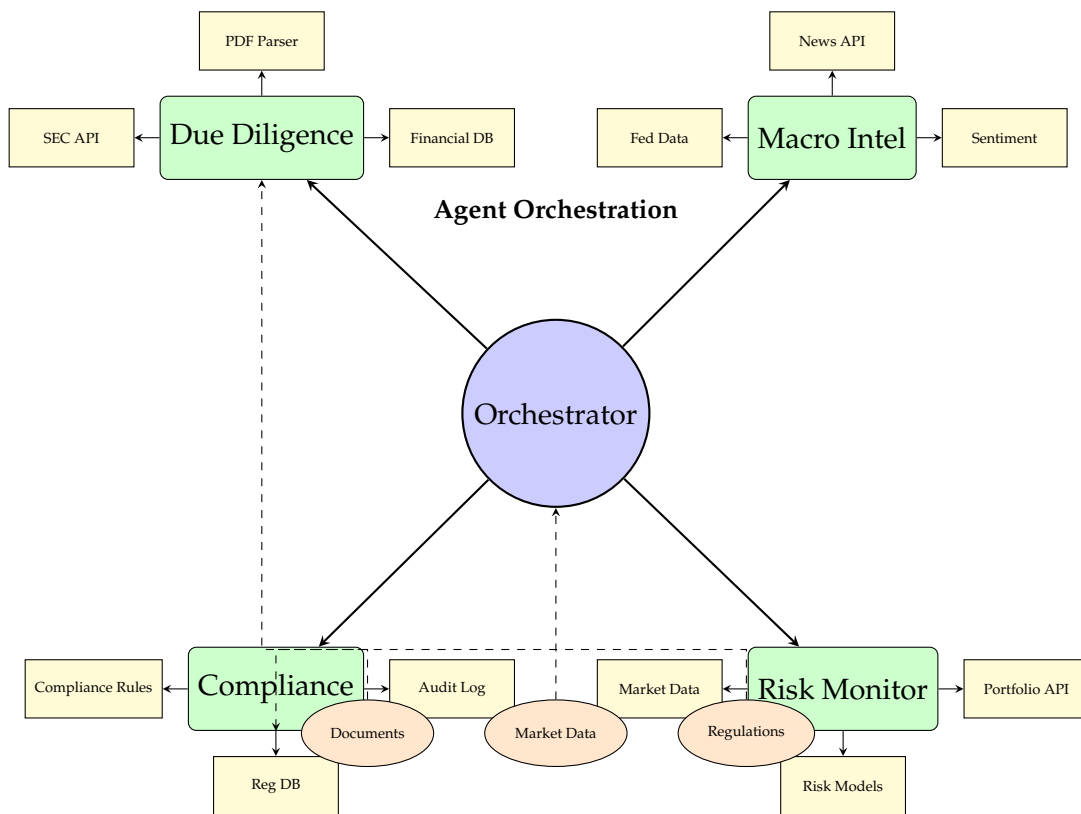 PDF Parser
News API
SEC API
Due Diligence
Financial DB
Fed Data
Macro Intel
Sentiment
Agent Orchestration
Orchestrator
Compliance Rules
Compliance
Audit Log
Market Data
Risk Monitor
Portfolio API
Documents
Market Data
Regulations
Reg DB
Risk Models